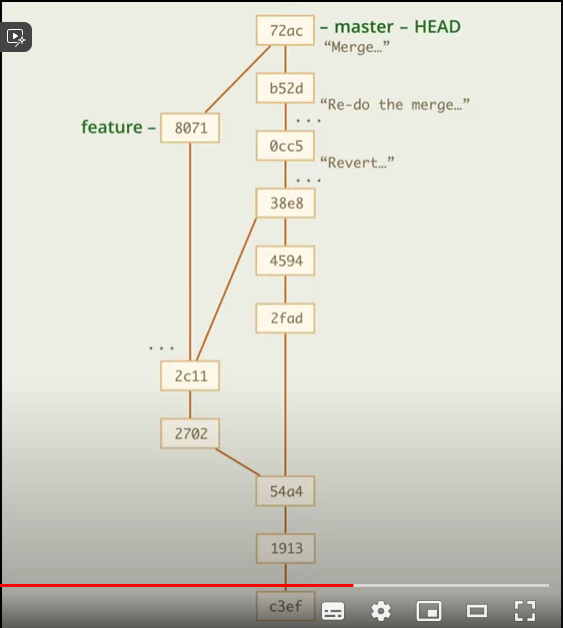 72ac – master – HEAD
“Merge…”
b52d
“Re-do the merge…”
feature – 8071
...
0cc5
“Revert…”
...
38e8
4594
2fad
...
2c11
2702
54a4
1913
c3ef